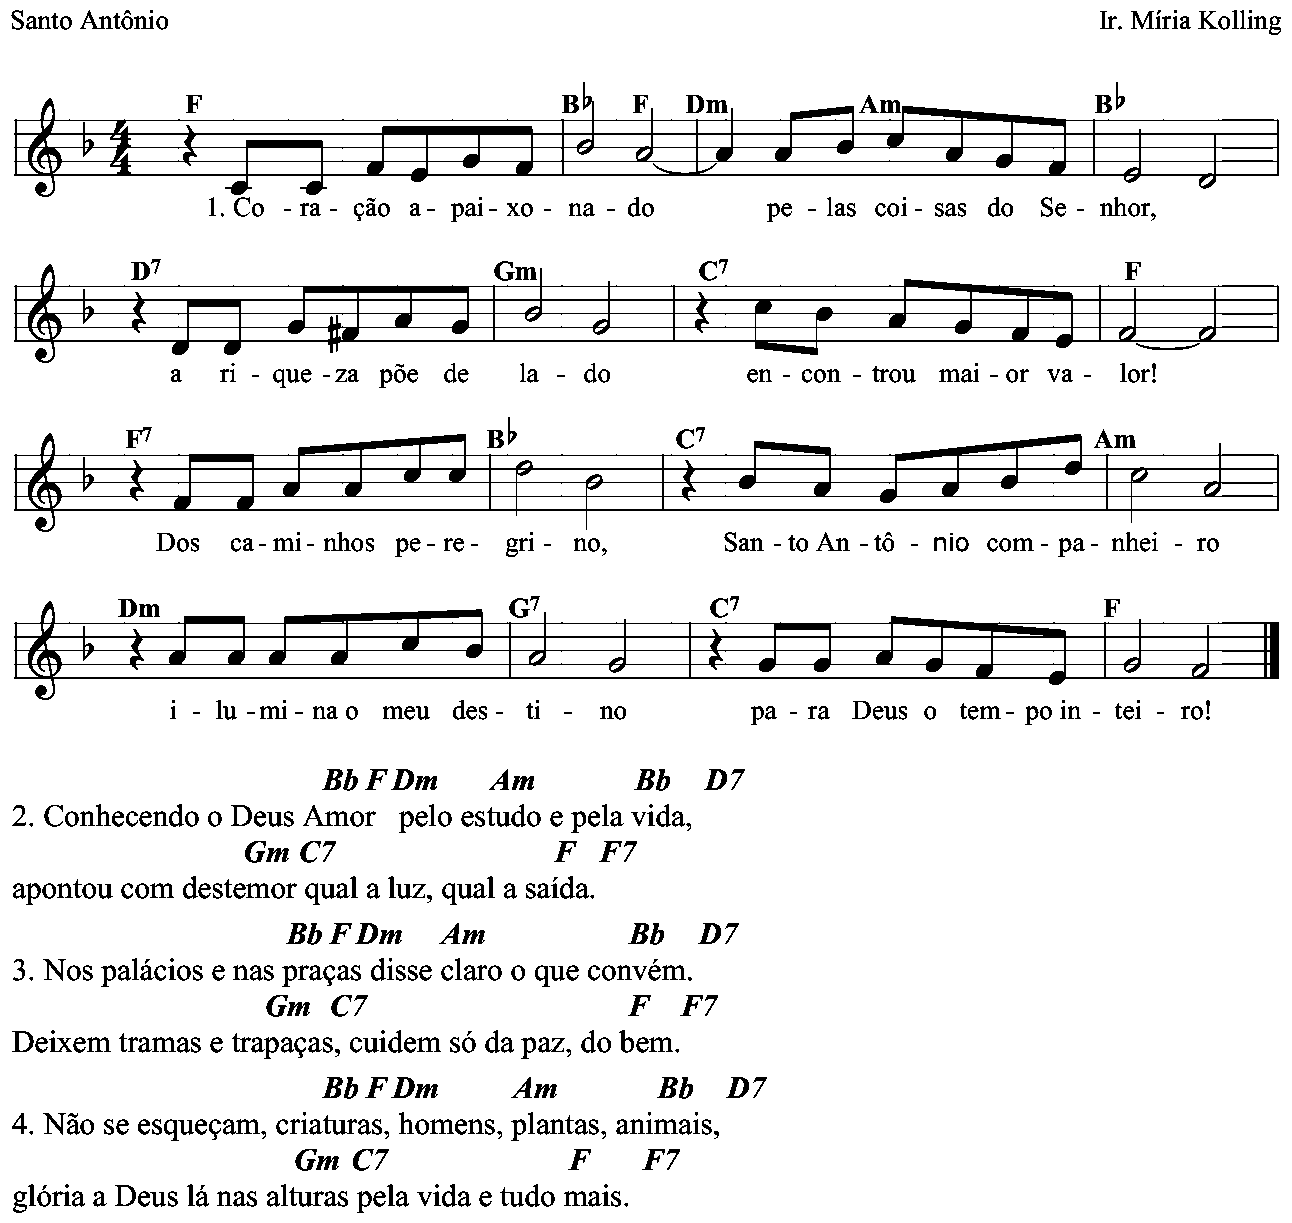 Santo Antônio Ir. Míria Kolling
F Bb F Dm Am Bb
1. Co - ra - ção a - pai - xo - na - do pe - las coi - sas do Se - nhor,
D7 Gm C7 F
a ri - que - za põe de la - do en - con - trou mai - or va - lor!
F7 Bb C7 Am
Dos ca - mi - nhos pe - re - gri - no, San - to An - tô - nio com - pa - nhei - ro
Dm G7 C7 F
i - lu - mi - na o meu des - ti - no pa - ra Deus o tem - po in - tei - ro!
Bb F Dm Am Bb D7
2. Conhecendo o Deus Amor pelo estudo e pela vida,
Gm C7 F F7
apontou com destemor qual a luz, qual a saída.
Bb F Dm Am Bb D7
3. Nos palácios e nas praças disse claro o que convém.
Gm C7 F F7
Deixem tramas e trapaças, cuidem só da paz, do bem.
Bb F Dm Am Bb D7
4. Não se esqueçam, criaturas, homens, plantas, animais,
Gm C7 F F7
glória a Deus lá nas alturas pela vida e tudo mais.